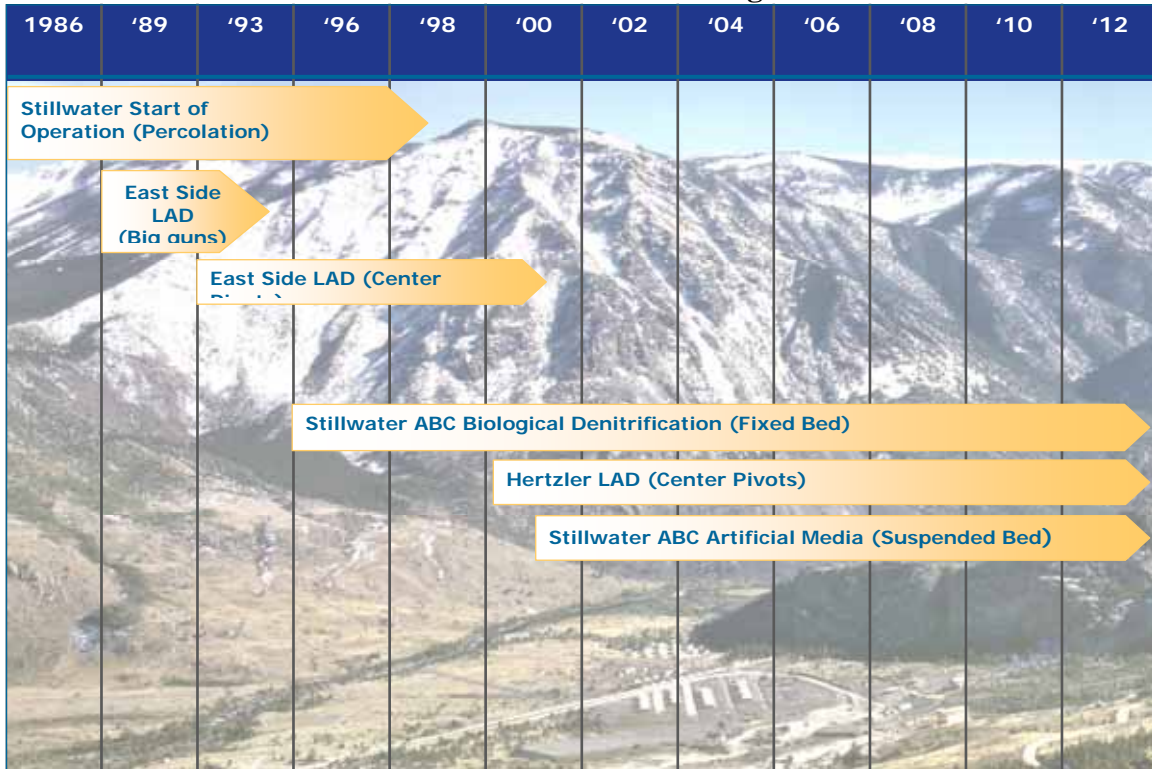 1986 '89 '93 '96 '98 '00 '02 '04 '06 '08 '10 '12
Stillwater Start of
Operation (Percolation)
East Side
LAD
(Big guns)
East Side LAD (Center
Stillwater ABC Biological Denitrification (Fixed Bed)
Hertzler LAD (Center Pivots)
Stillwater ABC Artificial Media (Suspended Bed)